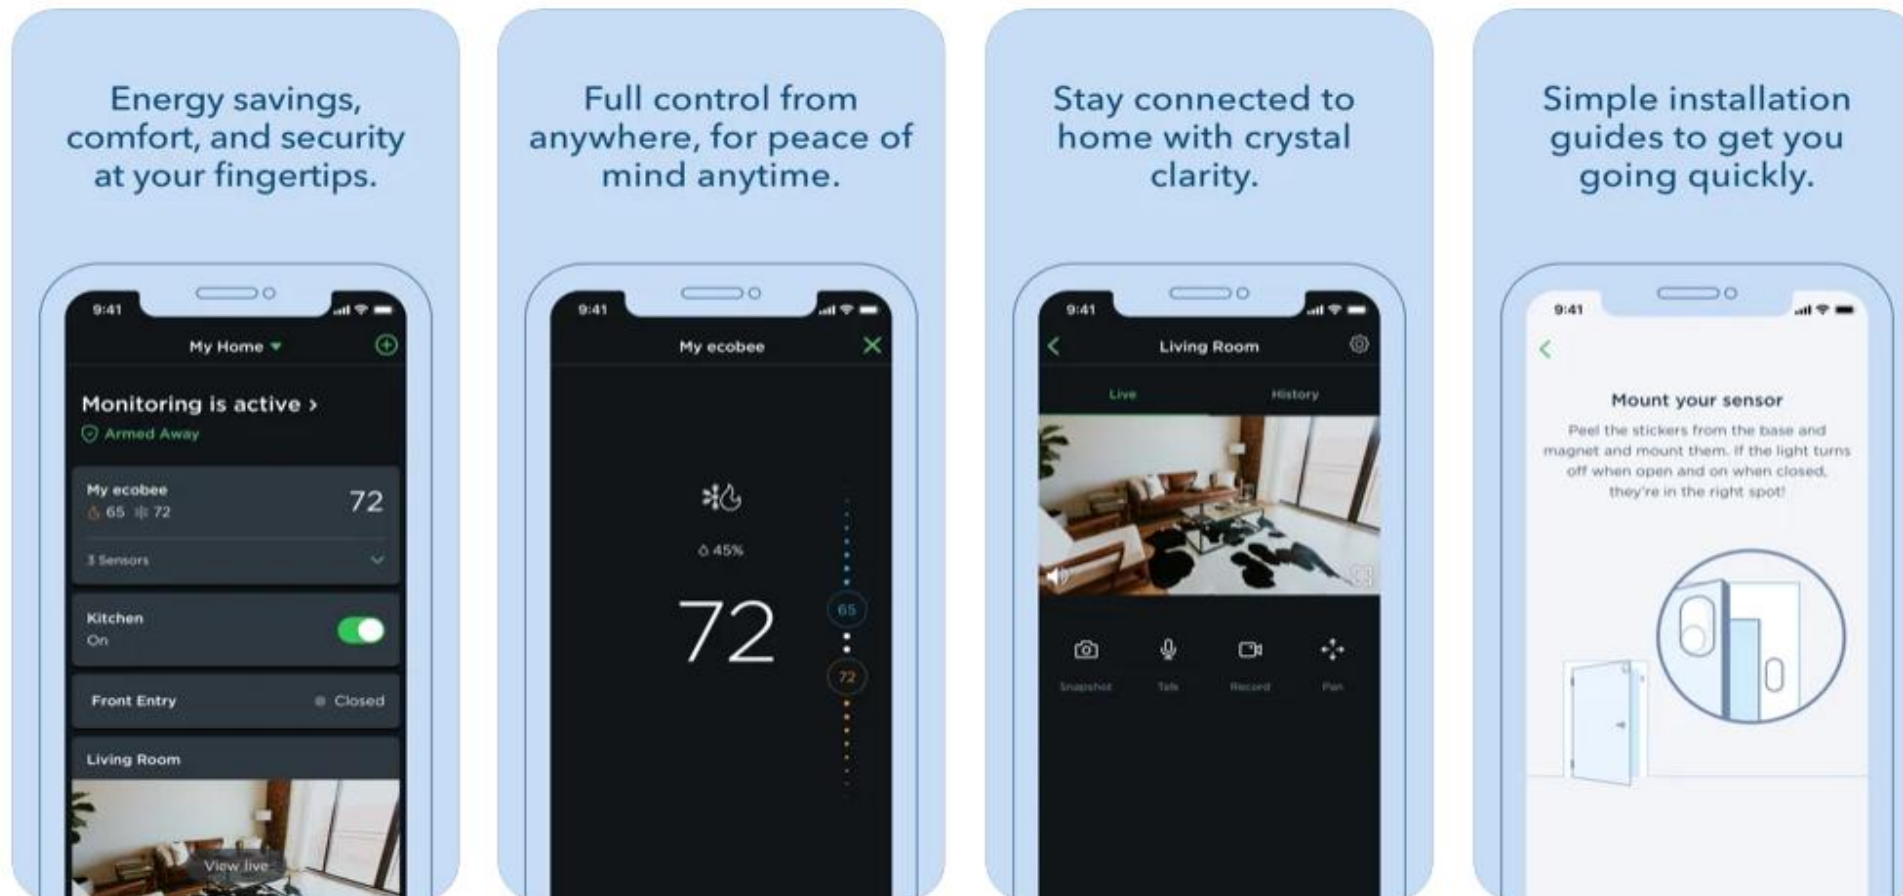 Energy savings,
comfort, and security
at your fingertips.
9:41
My Home
Monitoring is active >
Armed Away
My ecobee
65 72
72
3 Sensors
Kitchen
On
Front Entry
Closed
Living Room
View live
Full control from
anywhere, for peace of
mind anytime.
9:41
My ecobee
45%
72
65
72
Stay connected to
home with crystal
clarity.
9:41
Living Room
Live History
Snapshot Talk Record Pan
Simple installation
guides to get you
going quickly.
9:41
Mount your sensor
Peel the stickers from the base and
magnet and mount them. If the light turns
off when open and on when closed,
they're in the right spot!